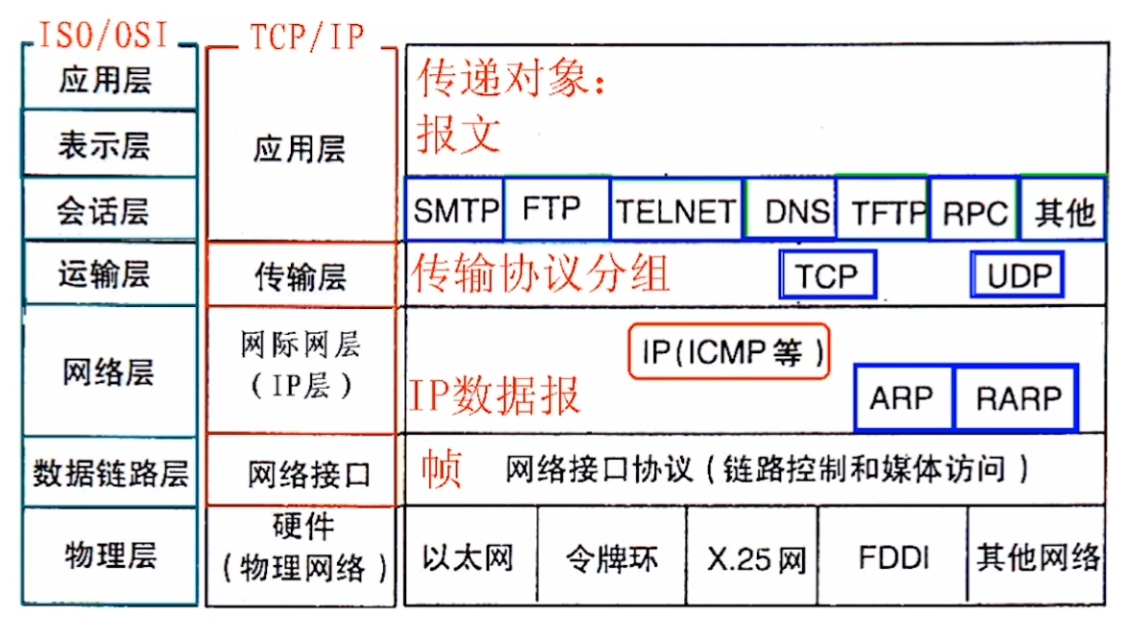 ISO/OSI TCP/IP
应用层
表示层
会话层
运输层
网络层
数据链路层
物理层
应用层
传输层
网际网层
(IP层)
网络接口
硬件
(物理网络)
传递对象:
报文
SMTP FTP TELNET DNS TFTP RPC 其他
传输协议分组 TCP UDP
IP(ICMP等)
IP数据报 ARP RARP
帧 网络接口协议(链路控制和媒体访问)
以太网 令牌环 X.25网 FDDI 其他网络